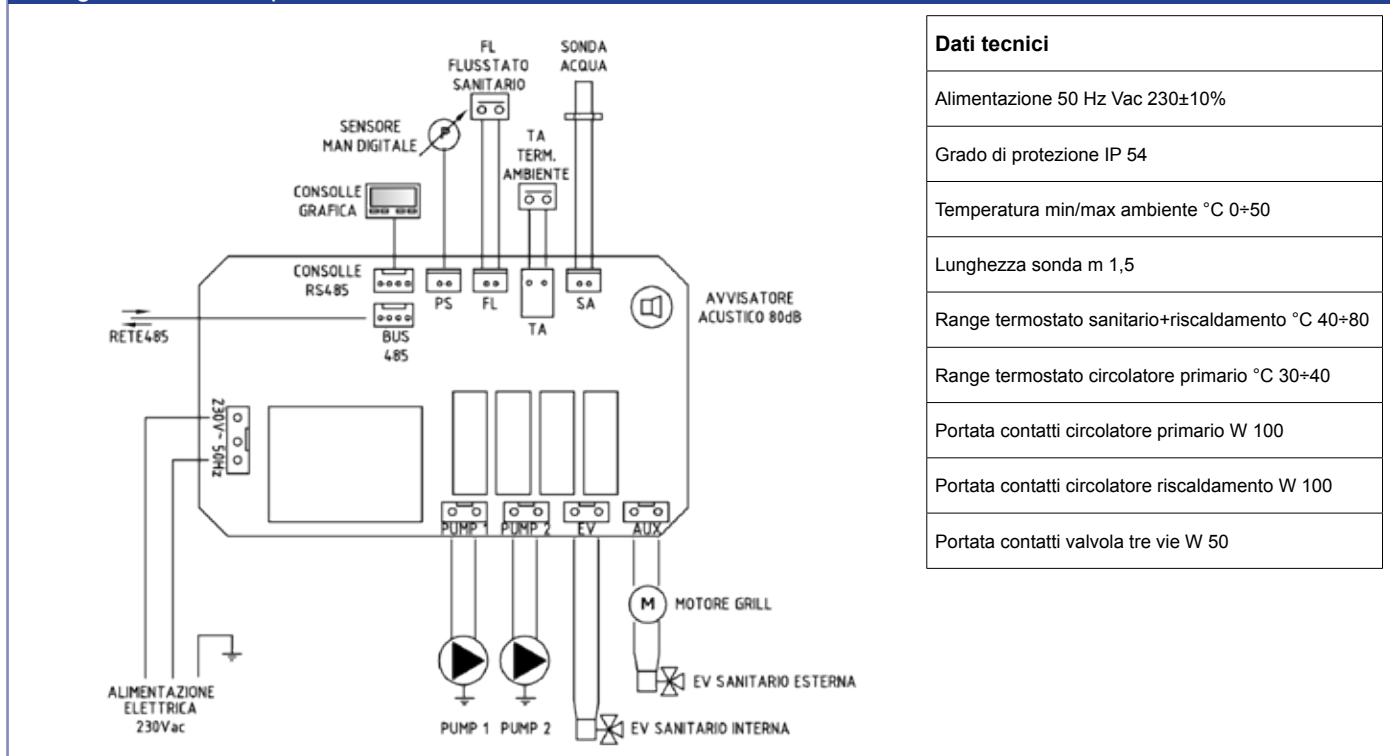 FL
FLUSSTATO
SANITARIO
SONDA
ACQUA
SENSORE
MAN DIGITALE
P
TA
TERM.
AMBIENTE
CONSOLLE
GRAFICA
CONSOLLE
RS485
PS
FL
TA
SA
AVVISATORE
ACUSTICO 80dB
RETE485
BUS
485
230V~ 50Hz
PUMP 1
PUMP 2
EV
AUX
M
MOTORE GRILL
EV SANITARIO ESTERNA
ALIMENTAZIONE
ELETTRICA
230Vac
PUMP 1
PUMP 2
EV SANITARIO INTERNA
Dati tecnici
Alimentazione 50 Hz Vac 230±10%
Grado di protezione IP 54
Temperatura min/max ambiente °C 0÷50
Lunghezza sonda m 1,5
Range termostato sanitario+riscaldamento °C 40÷80
Range termostato circolatore primario °C 30÷40
Portata contatti circolatore primario W 100
Portata contatti circolatore riscaldamento W 100
Portata contatti valvola tre vie W 50